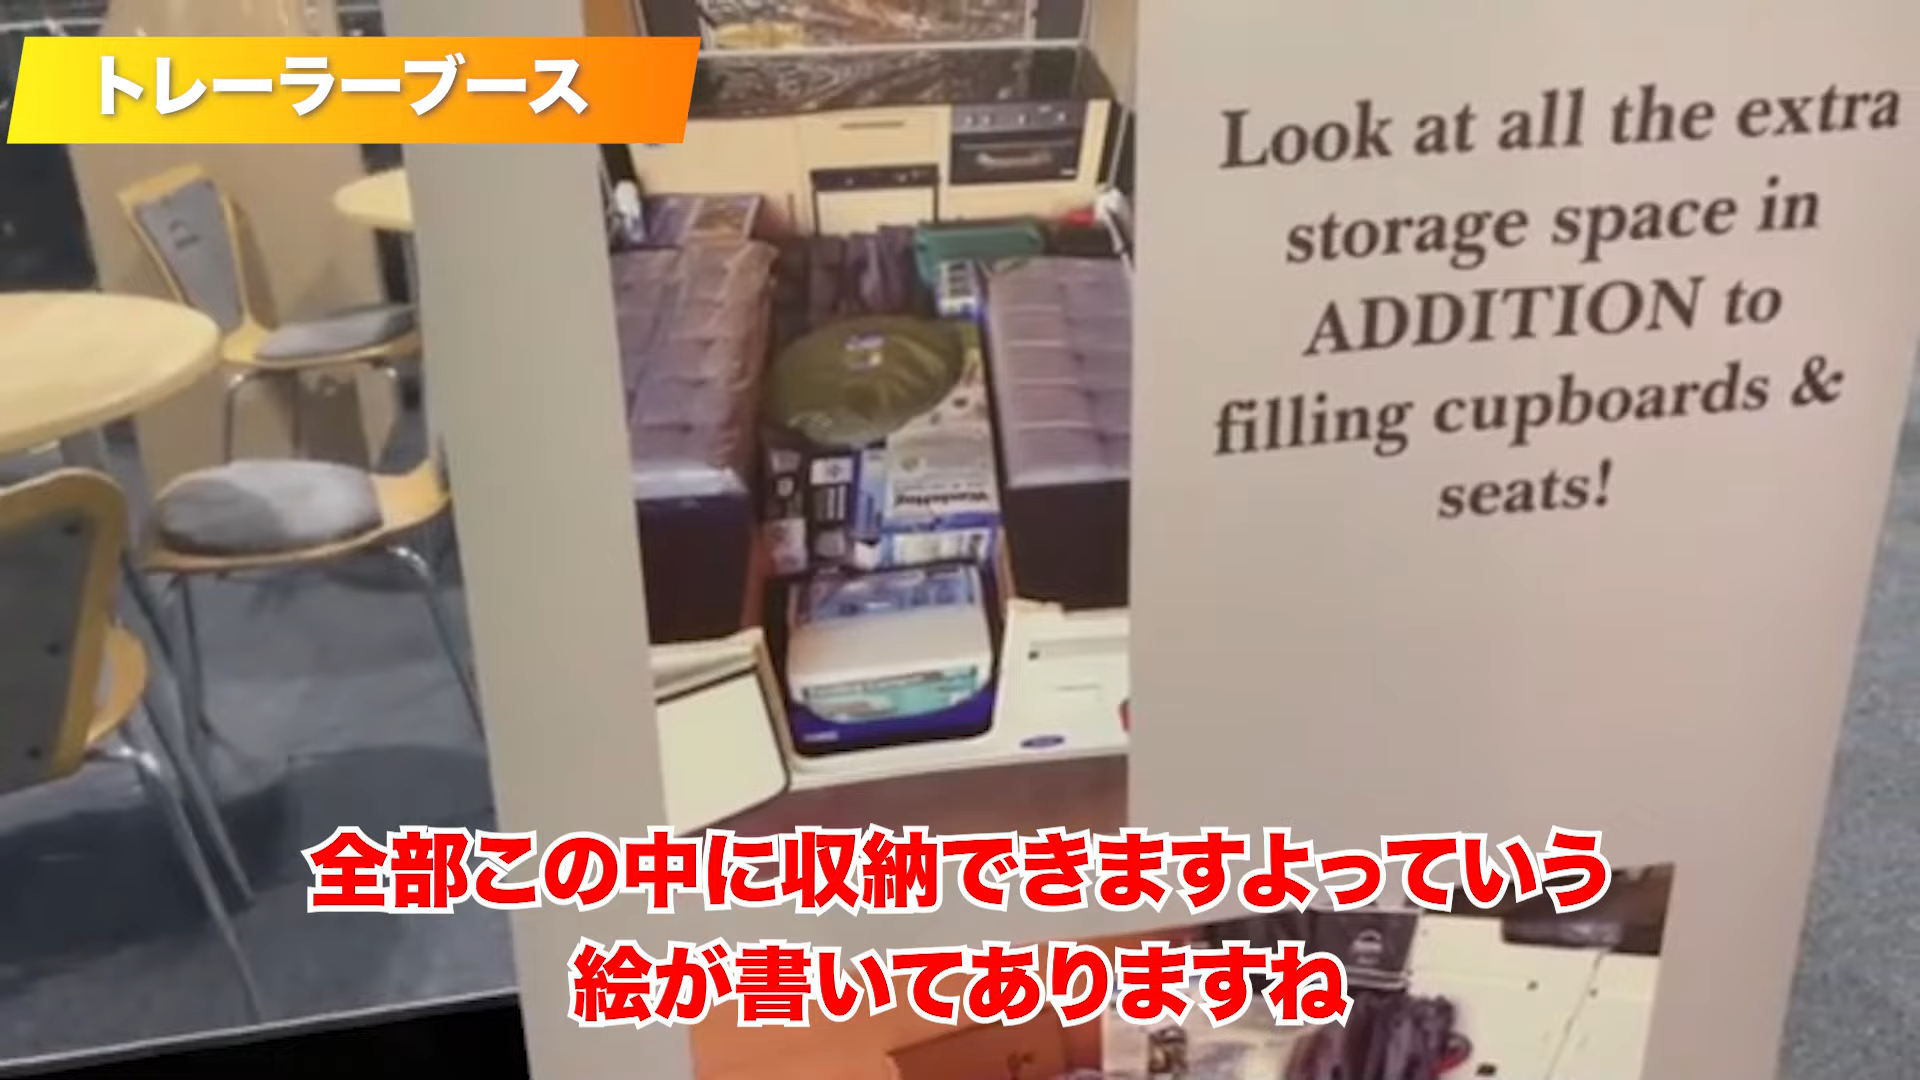 トレーラーブース
Look at all the extra
storage space in
ADDITION to
filling cupboards &
seats!
全部この中に収納できますよっていう
絵が書いてありますね